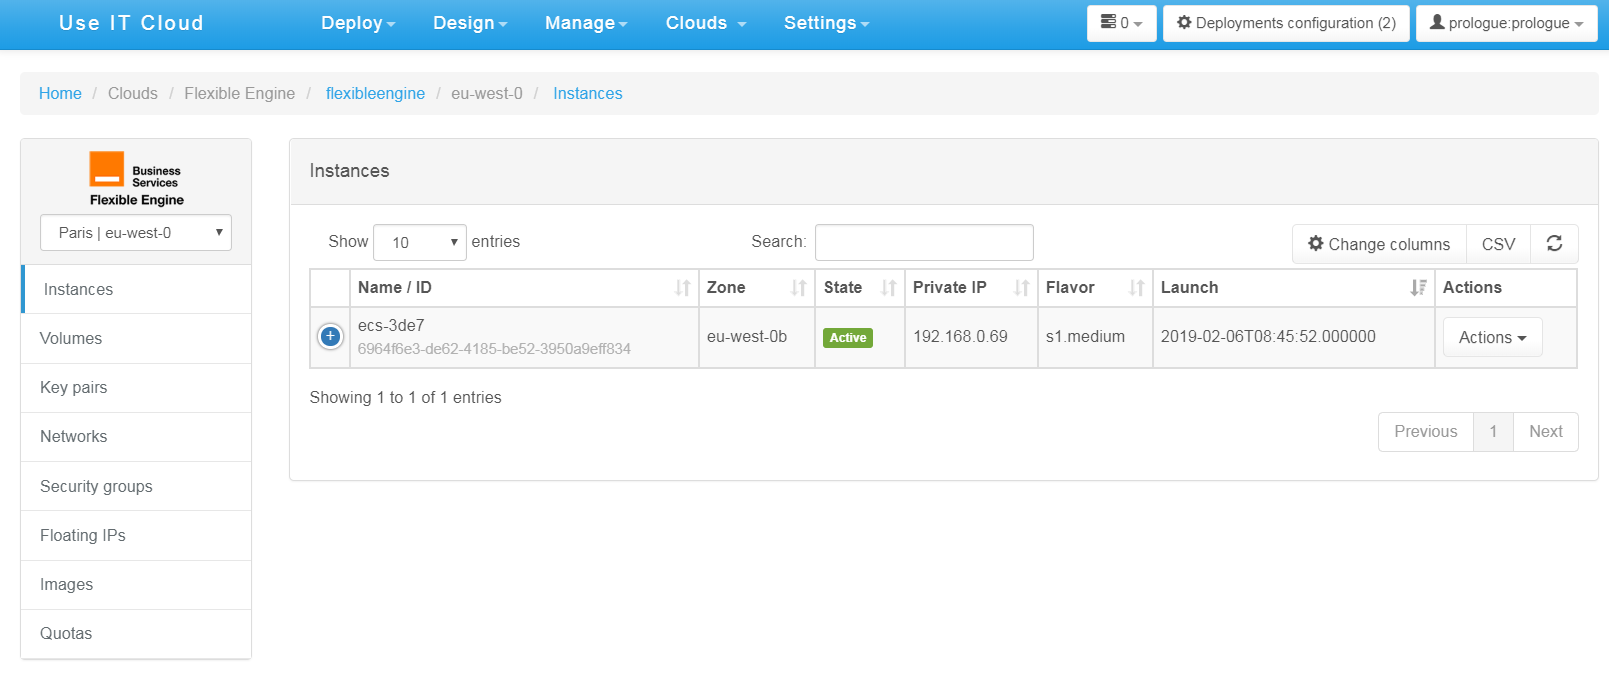 Use IT Cloud Deploy Design Manage Clouds Settings 0 Deployments configuration (2) prologue:prologue
Home / Clouds / Flexible Engine / flexibleengine / eu-west-0 / Instances
Business
Services
Flexible Engine
Paris | eu-west-0
Instances
Volumes
Key pairs
Networks
Security groups
Floating IPs
Images
Quotas
Instances
Show 10 entries Search: Change columns CSV
Name / ID Zone State Private IP Flavor Launch Actions
ecs-3de7
6964f6e3-de62-4185-be52-3950a9eff834
eu-west-0b Active 192.168.0.69 s1.medium 2019-02-06T08:45:52.000000 Actions
Showing 1 to 1 of 1 entries
Previous 1 Next